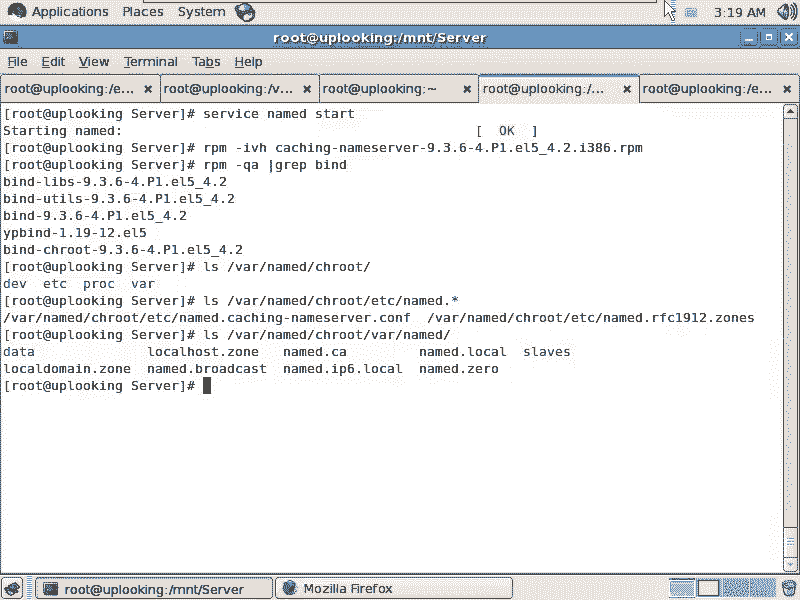 Applications Places System 3:19 AM
root@uplooking:/mnt/Server
File Edit View Terminal Tabs Help
root@uplooking:/e... root@uplooking:/v... root@uplooking:~ root@uplooking:/... root@uplooking:/e...
[root@uplooking Server]# service named start
Starting named: [ OK ]
[root@uplooking Server]# rpm -ivh caching-nameserver-9.3.6-4.P1.el5_4.2.i386.rpm
[root@uplooking Server]# rpm -qa |grep bind
bind-libs-9.3.6-4.P1.el5_4.2
bind-utils-9.3.6-4.P1.el5_4.2
bind-9.3.6-4.P1.el5_4.2
ypbind-1.19-12.el5
bind-chroot-9.3.6-4.P1.el5_4.2
[root@uplooking Server]# ls /var/named/chroot/
dev etc proc var
[root@uplooking Server]# ls /var/named/chroot/etc/named.*
/var/named/chroot/etc/named.caching-nameserver.conf /var/named/chroot/etc/named.rfc1912.zones
[root@uplooking Server]# ls /var/named/chroot/var/named/
data localhost.zone named.ca named.local slaves
localdomain.zone named.broadcast named.ip6.local named.zero
[root@uplooking Server]#
root@uplooking:/mnt/Server Mozilla Firefox